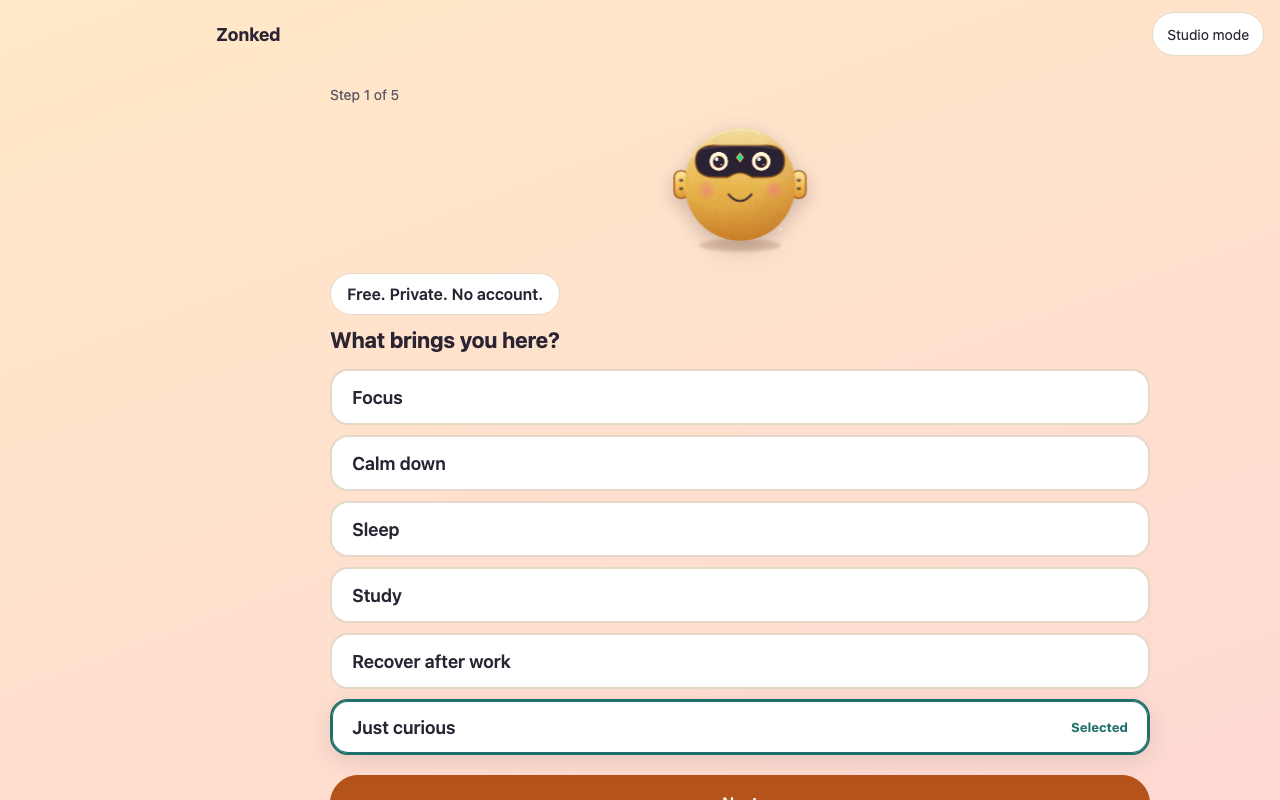 Zonked
Studio mode
Step 1 of 5
Free. Private. No account.
What brings you here?
Focus
Calm down
Sleep
Study
Recover after work
Just curious
Selected